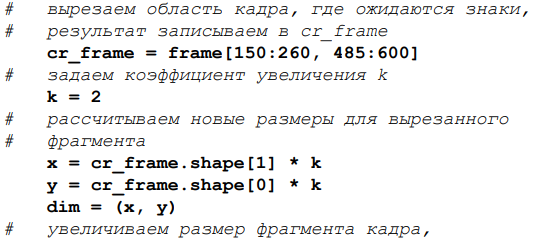 #   вырезаем область кадра, где ожидаются знаки,
#   результат записываем в cr_frame
    cr_frame = frame[150:260, 485:600]
#   задаем коэффициент увеличения k
    k = 2
#   рассчитываем новые размеры для вырезанного
#   фрагмента
    x = cr_frame.shape[1] * k
    y = cr_frame.shape[0] * k
    dim = (x, y)
#   увеличиваем размер фрагмента кадра,